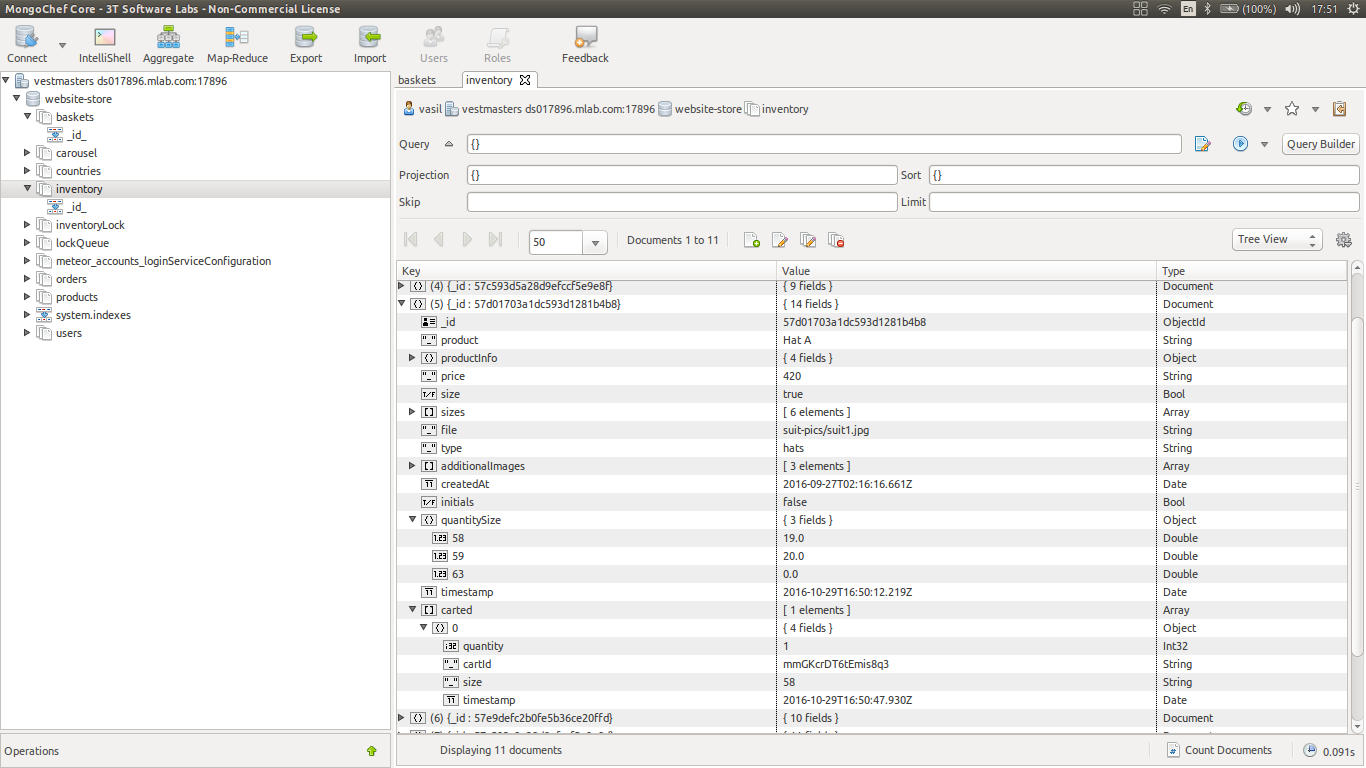 MongoChef Core - 3T Software Labs - Non-Commercial License
En (100%) 17:51
Connect IntelliShell Aggregate Map-Reduce Export Import Users Roles Feedback
vestmasters ds017896.mlab.com:17896
website-store
baskets
_id_
carousel
countries
inventory
_id_
inventoryLock
lockQueue
meteor_accounts_loginServiceConfiguration
orders
products
system.indexes
users
Operations
baskets inventory
vasil vestmasters ds017896.mlab.com:17896 website-store inventory
Query {} Query Builder
Projection {} Sort {}
Skip Limit
50 Documents 1 to 11 Tree View
Key Value Type
(4) {_id : 57c593d5a28d9efccf5e9e8f} { 9 fields } Document
(5) {_id : 57d01703a1dc593d1281b4b8} { 14 fields } Document
_id 57d01703a1dc593d1281b4b8 ObjectId
"_" product Hat A String
{} productInfo { 4 fields } Object
"_" price 420 String
T/F size true Bool
[] sizes [ 6 elements ] Array
"_" file suit-pics/suit1.jpg String
"_" type hats String
[] additionalImages [ 3 elements ] Array
createdAt 2016-09-27T02:16:16.661Z Date
T/F initials false Bool
{} quantitySize { 3 fields } Object
1.23 58 19.0 Double
1.23 59 20.0 Double
1.23 63 0.0 Double
timestamp 2016-10-29T16:50:12.219Z Date
[] carted [ 1 elements ] Array
{} 0 { 4 fields } Object
i32 quantity 1 Int32
"_" cartId mmGKcrDT6tEmis8q3 String
"_" size 58 String
timestamp 2016-10-29T16:50:47.930Z Date
(6) {_id : 57e9defc2b0fe5b36ce20ffd} { 10 fields } Document
Displaying 11 documents Count Documents 0.091s